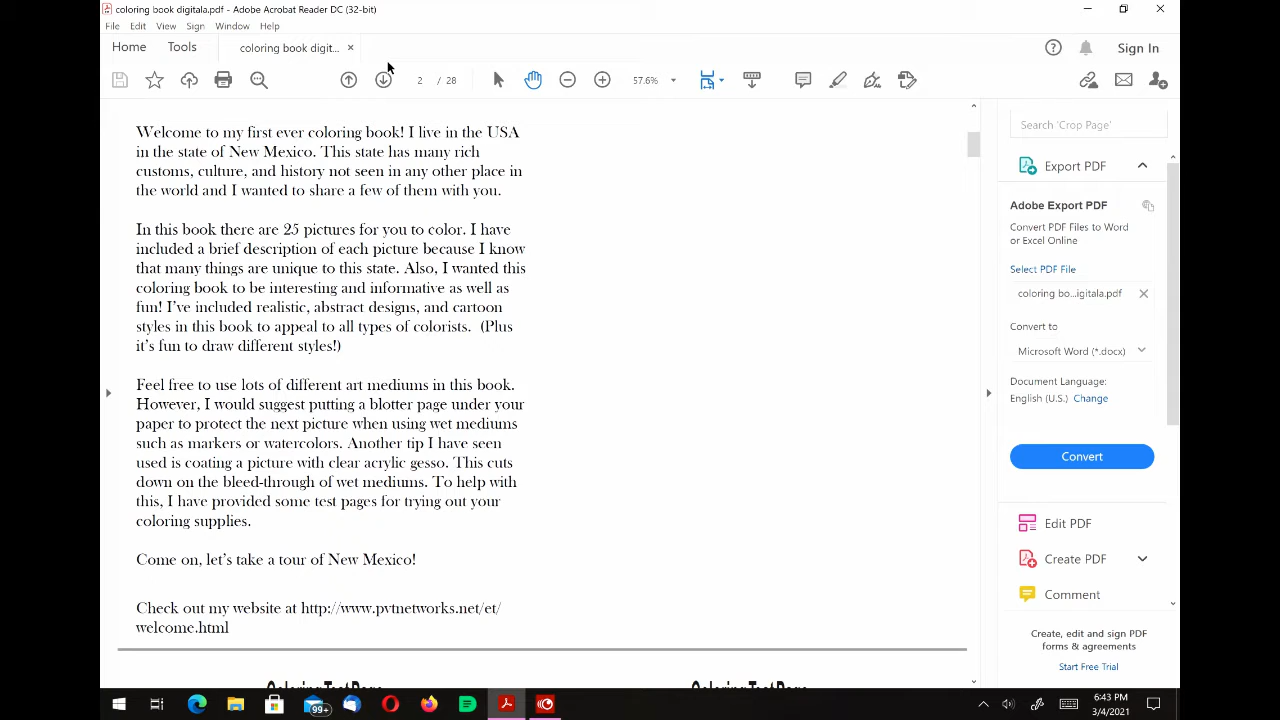 coloring book digitala.pdf - Adobe Acrobat Reader DC (32-bit)
File Edit View Sign Window Help
Home Tools coloring book digit... × Sign In
2 / 28 57.6%
Welcome to my first ever coloring book! I live in the USA
in the state of New Mexico. This state has many rich
customs, culture, and history not seen in any other place in
the world and I wanted to share a few of them with you.
In this book there are 25 pictures for you to color. I have
included a brief description of each picture because I know
that many things are unique to this state. Also, I wanted this
coloring book to be interesting and informative as well as
fun! I've included realistic, abstract designs, and cartoon
styles in this book to appeal to all types of colorists. (Plus
it's fun to draw different styles!)
Feel free to use lots of different art mediums in this book.
However, I would suggest putting a blotter page under your
paper to protect the next picture when using wet mediums
such as markers or watercolors. Another tip I have seen
used is coating a picture with clear acrylic gesso. This cuts
down on the bleed-through of wet mediums. To help with
this, I have provided some test pages for trying out your
coloring supplies.
Come on, let's take a tour of New Mexico!
Check out my website at http://www.pvtnetworks.net/et/
welcome.html
Coloring Test Page Coloring Test Page
Search 'Crop Page'
Export PDF
Adobe Export PDF
Convert PDF Files to Word
or Excel Online
Select PDF File
coloring bo...igitala.pdf
Convert to
Microsoft Word (*.docx)
Document Language:
English (U.S.) Change
Convert
Edit PDF
Create PDF
Comment
Create, edit and sign PDF
forms & agreements
Start Free Trial
99+
6:43 PM
3/4/2021